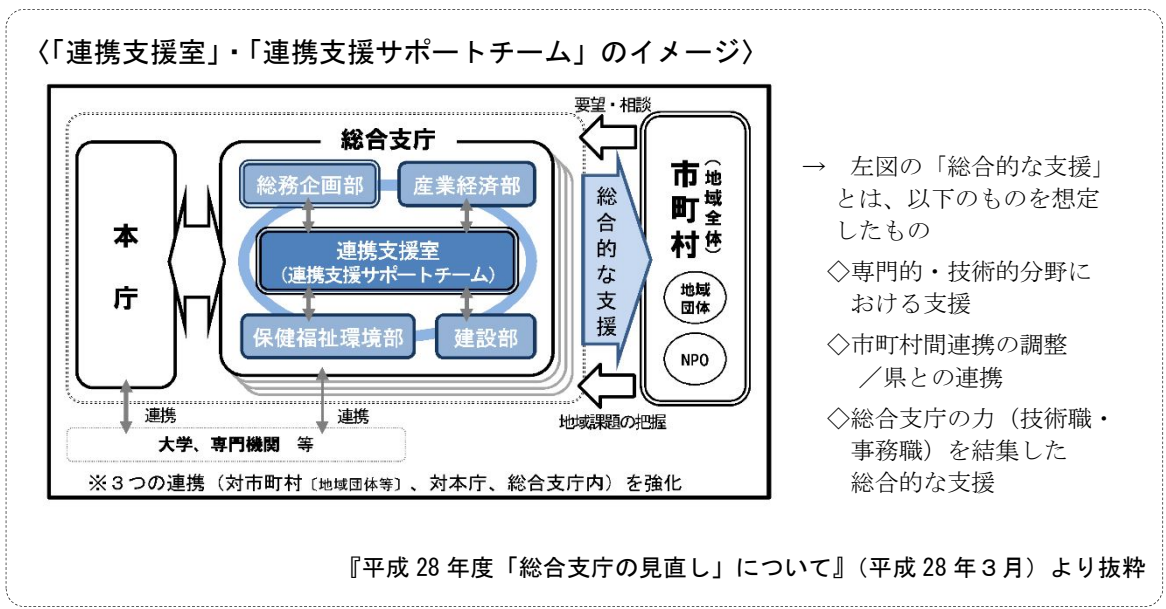 〈「連携支援室」・「連携支援サポートチーム」のイメージ〉
要望・相談
総合支庁
本庁
総務企画部
産業経済部
連携支援室
(連携支援サポートチーム)
保健福祉環境部
建設部
総合的な支援
市町村
(地域全体)
地域
団体
NPO
連携
連携
地域課題の把握
大学、専門機関 等
※３つの連携（対市町村〔地域団体等〕、対本庁、総合支庁内）を強化
→ 左図の「総合的な支援」
とは、以下のものを想定
したもの
◇専門的・技術的分野に
おける支援
◇市町村間連携の調整
／県との連携
◇総合支庁の力（技術職・
事務職）を結集した
総合的な支援
『平成 28 年度「総合支庁の見直し」について』（平成 28 年３月）より抜粋